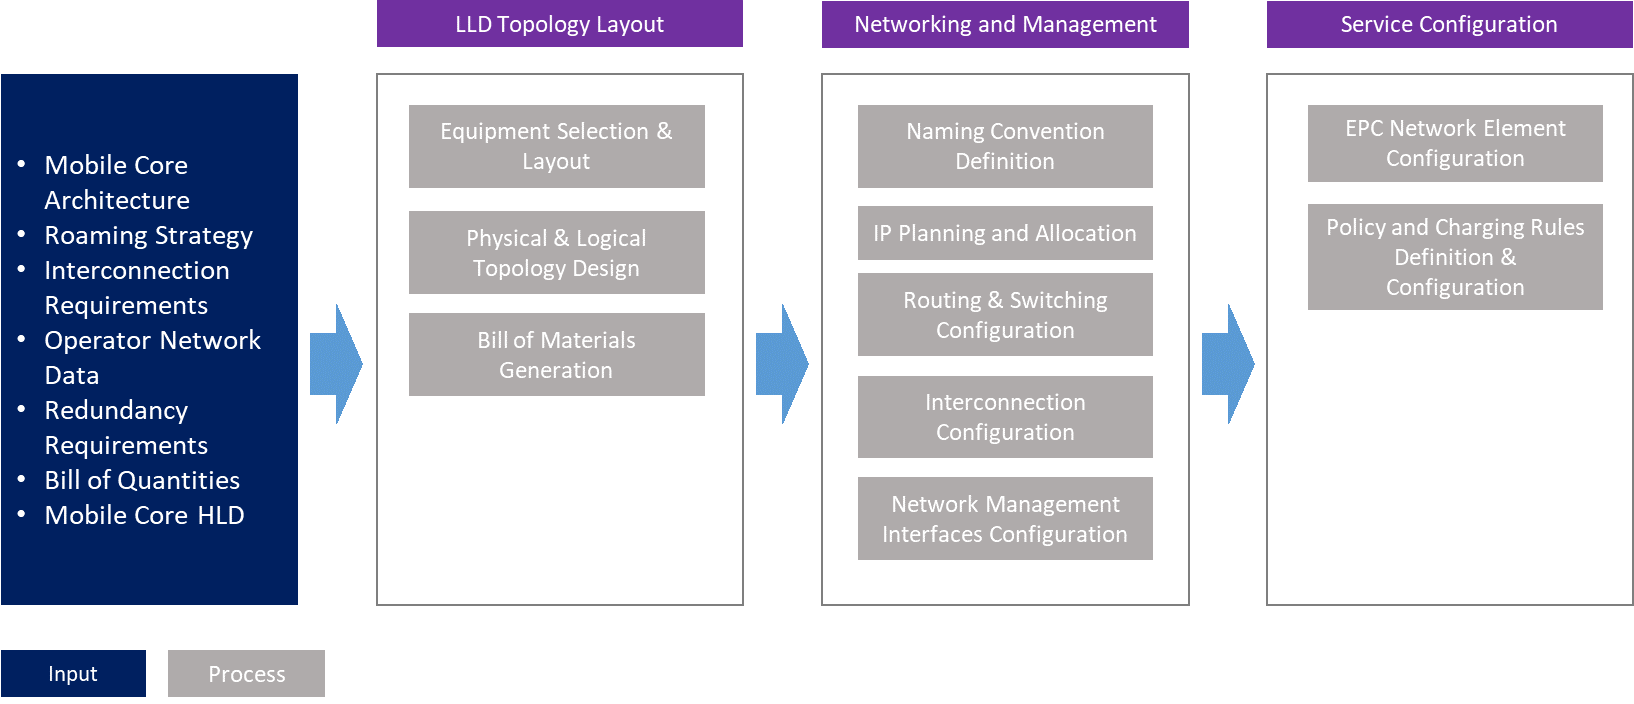 LLD Topology Layout
Networking and Management
Service Configuration
• Mobile Core
Architecture
• Roaming Strategy
• Interconnection
Requirements
• Operator Network
Data
• Redundancy
Requirements
• Bill of Quantities
• Mobile Core HLD
Equipment Selection &
Layout
Physical & Logical
Topology Design
Bill of Materials
Generation
Naming Convention
Definition
IP Planning and Allocation
Routing & Switching
Configuration
Interconnection
Configuration
Network Management
Interfaces Configuration
EPC Network Element
Configuration
Policy and Charging Rules
Definition &
Configuration
Input
Process